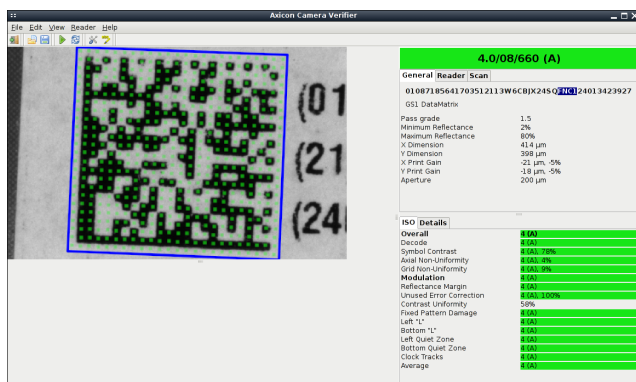 Axicon Camera Verifier
File Edit View Reader Help
(01
(21
(24
4.0/08/660 (A)
General Reader Scan
01087185641703512113W6CBJX24SQFNC124013423927
GS1 DataMatrix
Pass grade 1.5
Minimum Reflectance 2%
Maximum Reflectance 80%
X Dimension 414 µm
Y Dimension 398 µm
X Print Gain -21 µm, -5%
Y Print Gain -18 µm, -5%
Aperture 200 µm
ISO Details
Overall 4 (A)
Decode 4 (A)
Symbol Contrast 4 (A), 78%
Axial Non-Uniformity 4 (A), 4%
Grid Non-Uniformity 4 (A), 9%
Modulation 4 (A)
Reflectance Margin 4 (A)
Unused Error Correction 4 (A), 100%
Contrast Uniformity 58%
Fixed Pattern Damage 4 (A)
Left "L" 4 (A)
Bottom "L" 4 (A)
Left Quiet Zone 4 (A)
Bottom Quiet Zone 4 (A)
Clock Tracks 4 (A)
Average 4 (A)